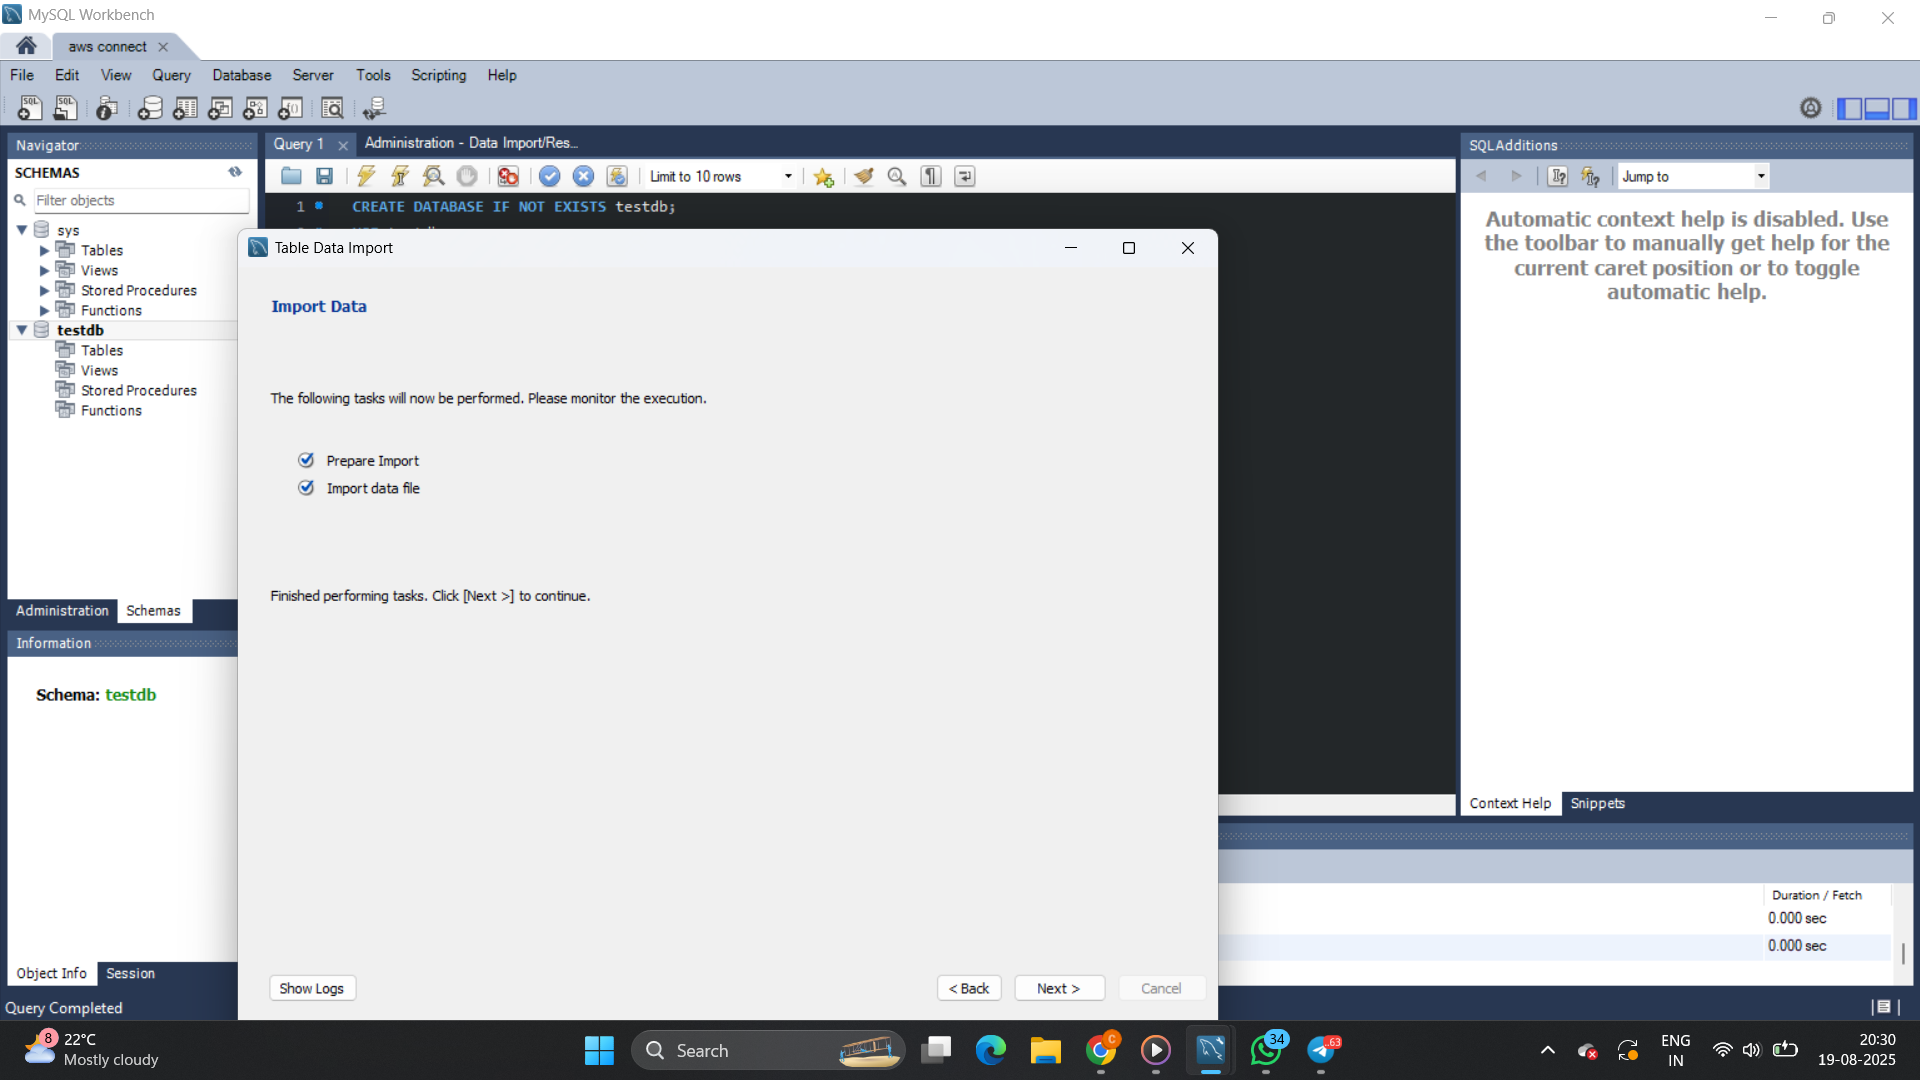 MySQL Workbench
aws connect
File Edit View Query Database Server Tools Scripting Help
Navigator
SCHEMAS
Filter objects
sys
Tables
Views
Stored Procedures
Functions
testdb
Tables
Views
Stored Procedures
Functions
Administration Schemas
Information
Schema: testdb
Object Info Session
Query Completed
Query 1
Administration - Data Import/Res...
Limit to 10 rows
1 CREATE DATABASE IF NOT EXISTS testdb;
Table Data Import
Import Data
The following tasks will now be performed. Please monitor the execution.
Prepare Import
Import data file
Finished performing tasks. Click [Next >] to continue.
Show Logs
< Back Next > Cancel
SQLAdditions
Jump to
Automatic context help is disabled. Use
the toolbar to manually get help for the
current caret position or to toggle
automatic help.
Context Help Snippets
Duration / Fetch
0.000 sec
0.000 sec
8
22°C
Mostly cloudy
Search
C
34
63
ENG
IN
20:30
19-08-2025